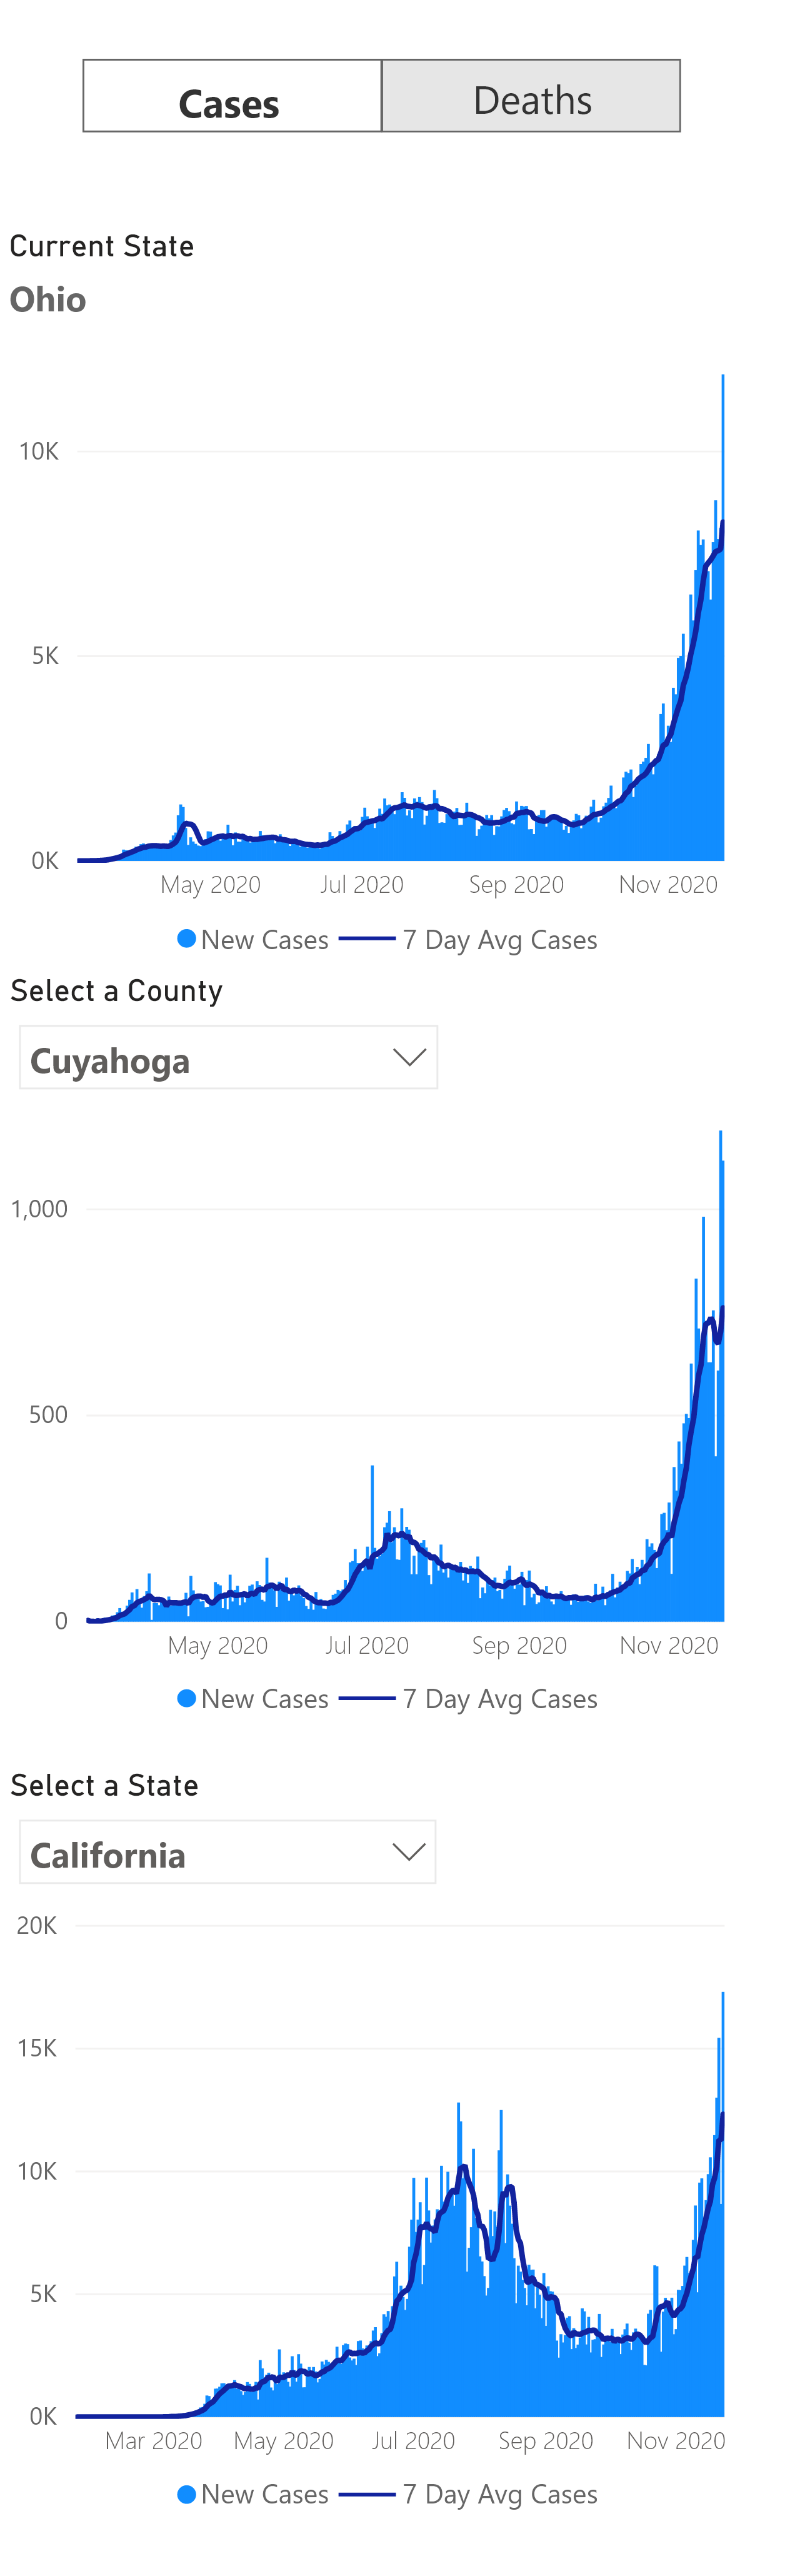 Cases Deaths
Current State
Ohio
10K
5K
0K
May 2020 Jul 2020 Sep 2020 Nov 2020
New Cases 7 Day Avg Cases
Select a County
Cuyahoga
1,000
500
0
May 2020 Jul 2020 Sep 2020 Nov 2020
New Cases 7 Day Avg Cases
Select a State
California
20K
15K
10K
5K
0K
Mar 2020 May 2020 Jul 2020 Sep 2020 Nov 2020
New Cases 7 Day Avg Cases